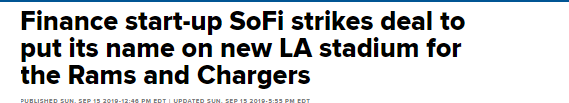 Finance start-up SoFi strikes deal to
put its name on new LA stadium for
the Rams and Chargers
PUBLISHED SUN, SEP 15 2019-12:46 PM EDT | UPDATED SUN, SEP 15 2019-5:55 PM EDT